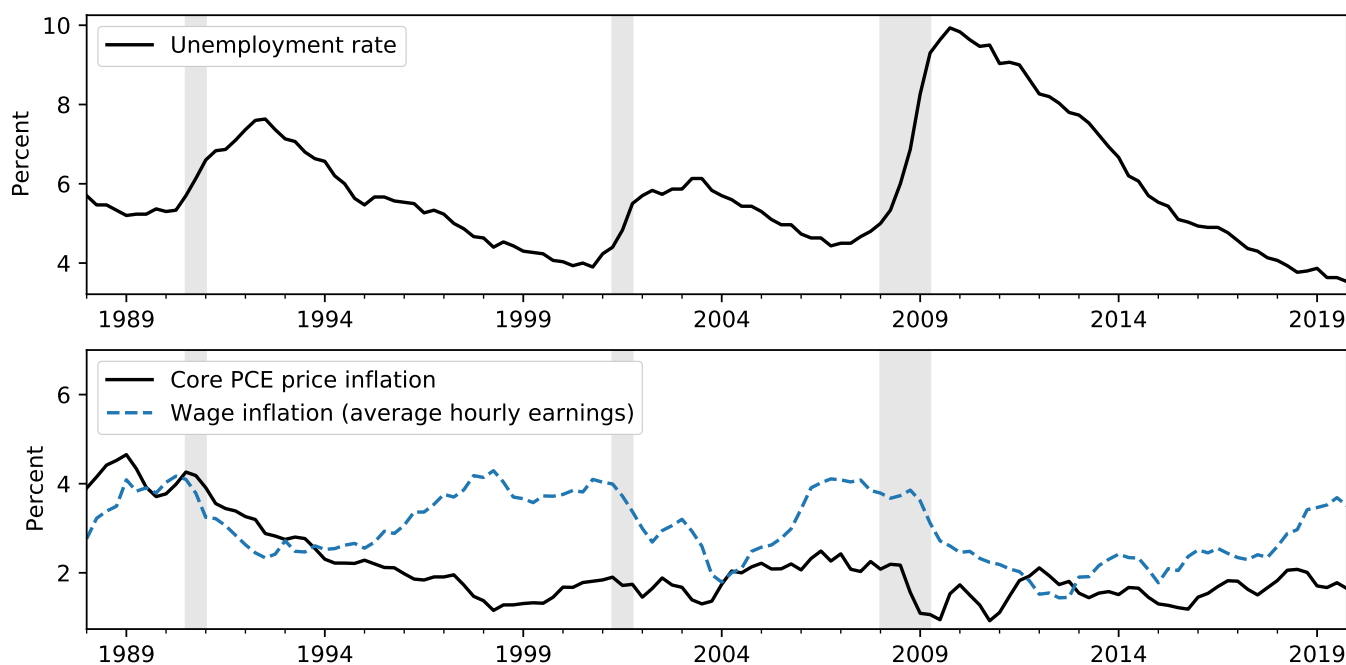 Percent
10
8
6
4
Unemployment rate
1989 1994 1999 2004 2009 2014 2019
Percent
6
4
2
Core PCE price inflation
Wage inflation (average hourly earnings)
1989 1994 1999 2004 2009 2014 2019